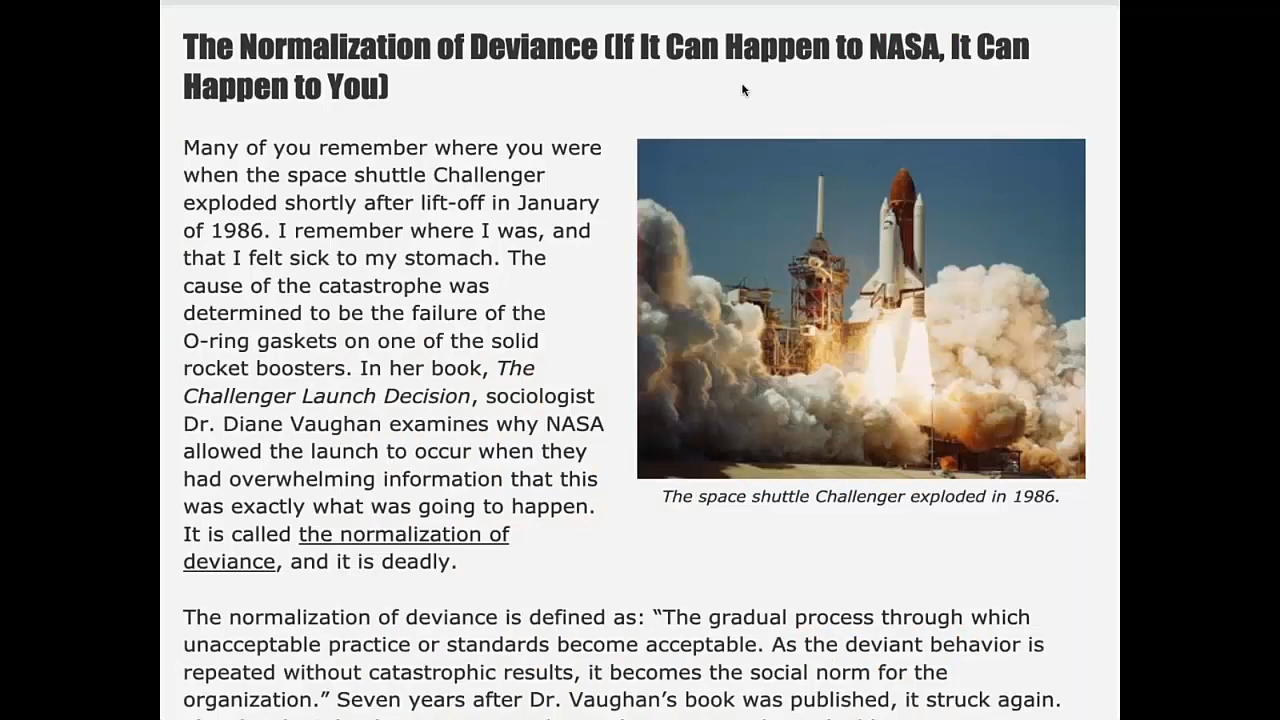 The Normalization of Deviance (If It Can Happen to NASA, It Can
Happen to You)
Many of you remember where you were
when the space shuttle Challenger
exploded shortly after lift-off in January
of 1986. I remember where I was, and
that I felt sick to my stomach. The
cause of the catastrophe was
determined to be the failure of the
O-ring gaskets on one of the solid
rocket boosters. In her book, The
Challenger Launch Decision, sociologist
Dr. Diane Vaughan examines why NASA
allowed the launch to occur when they
had overwhelming information that this
was exactly what was going to happen.
It is called the normalization of
deviance, and it is deadly.
The space shuttle Challenger exploded in 1986.
The normalization of deviance is defined as: “The gradual process through which
unacceptable practice or standards become acceptable. As the deviant behavior is
repeated without catastrophic results, it becomes the social norm for the
organization.” Seven years after Dr. Vaughan’s book was published, it struck again.